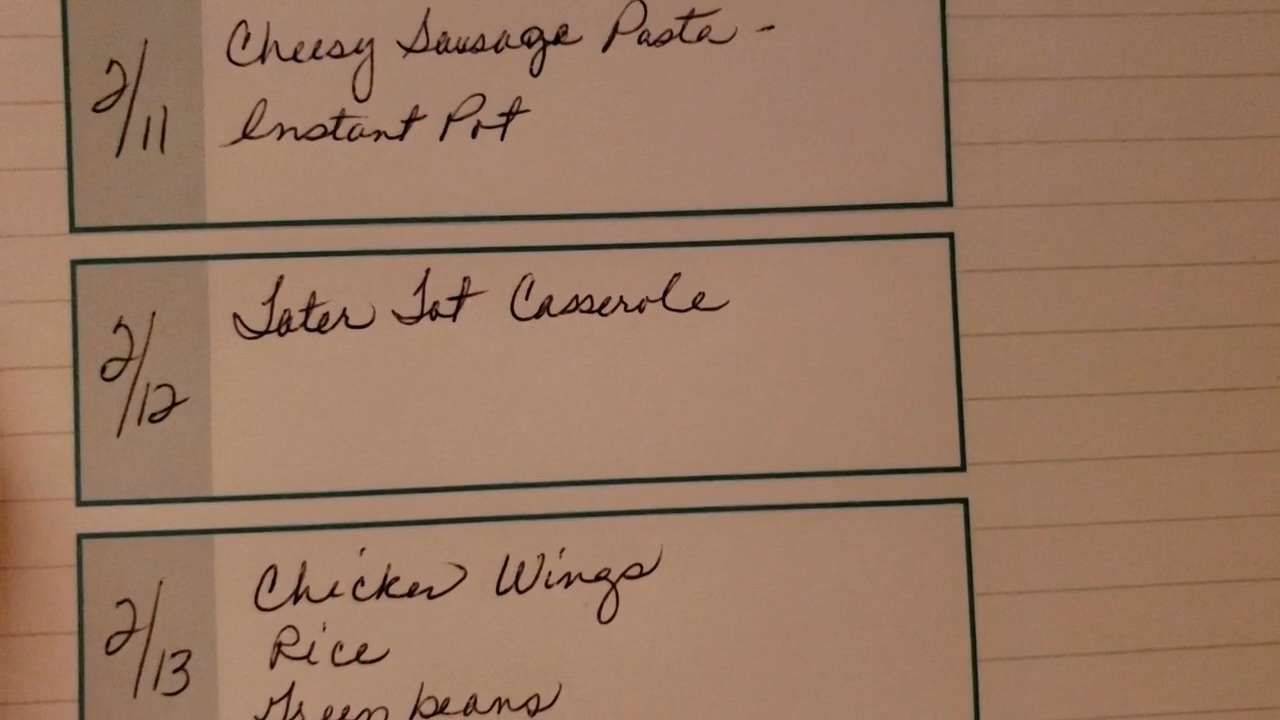 2/11
Cheesy Sausage Pasta -
Instant Pot
2/12
Tater Tot Casserole
2/13
Chicken Wings
Rice
Green beans